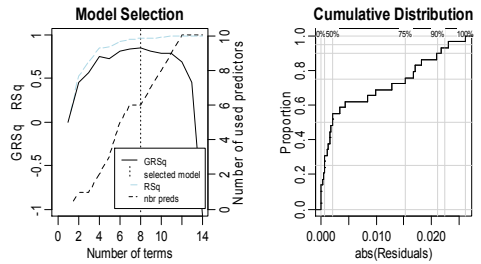 Model Selection
GRSq RSq
-1 -0.5 0 0.5 1
0 2 4 6 8 10
Number of used predictors
GRSq
selected model
RSq
nbr preds
0 2 4 6 8 10 14
Number of terms
Cumulative Distribution
0% 50% 75% 90% 100%
Proportion
0.0 0.2 0.4 0.6 0.8 1.0
0.000 0.010 0.020
abs(Residuals)